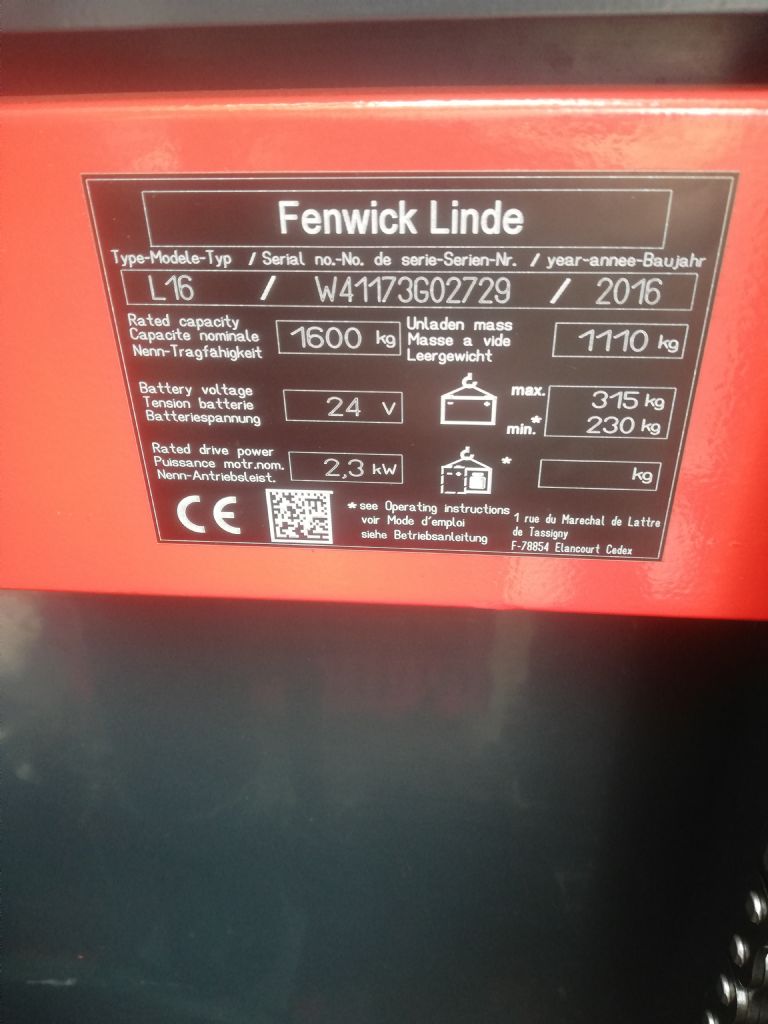 Fenwick Linde
Type-Modele-Typ / Serial no.-No. de serie-Serien-Nr. / year-annee-Baujahr
L16 / W41173G02729 / 2016
Rated capacity
Capacite nominale
Nenn-Tragfähigkeit
1600 kg
Unladen mass
Masse a vide
Leergewicht
1110 kg
Battery voltage
Tension batterie
Batteriespannung
24 V
max. 315 kg
min.* 230 kg
Rated drive power
Puissance motr.nom.
Nenn-Antriebsleist.
2,3 kW
* kg
CE
*see Operating instructions
voir Mode d'emploi
siehe Betriebsanleitung
1 rue du Marechal de Lattre
de Tassigny
F-78854 Elancourt Cedex